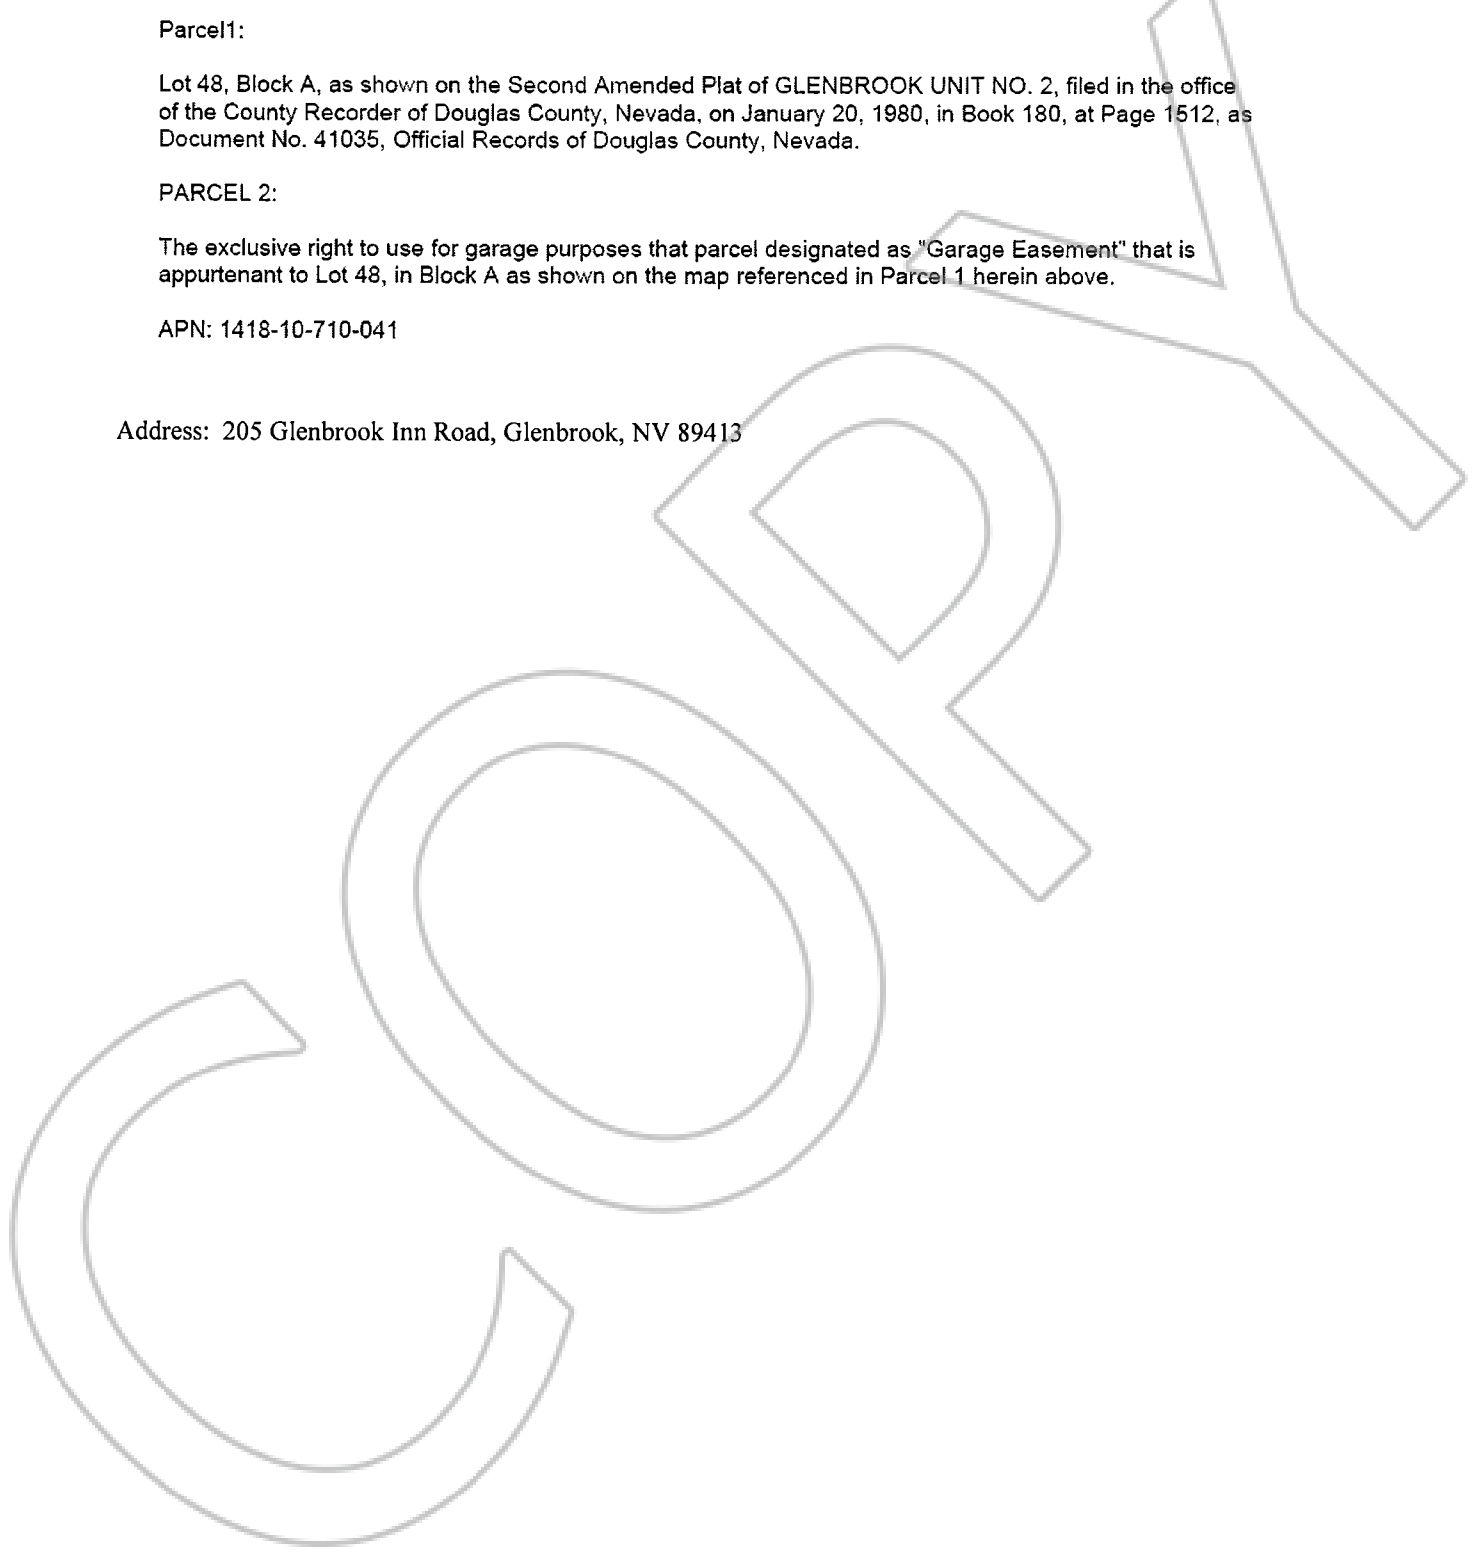 Parcel1:
Lot 48, Block A, as shown on the Second Amended Plat of GLENBROOK UNIT NO. 2, filed in the office
of the County Recorder of Douglas County, Nevada, on January 20, 1980, in Book 180, at Page 1512, as
Document No. 41035, Official Records of Douglas County, Nevada.
PARCEL 2:
The exclusive right to use for garage purposes that parcel designated as "Garage Easement" that is
appurtenant to Lot 48, in Block A as shown on the map referenced in Parcel 1 herein above.
APN: 1418-10-710-041
Address: 205 Glenbrook Inn Road, Glenbrook, NV 89413
COPY